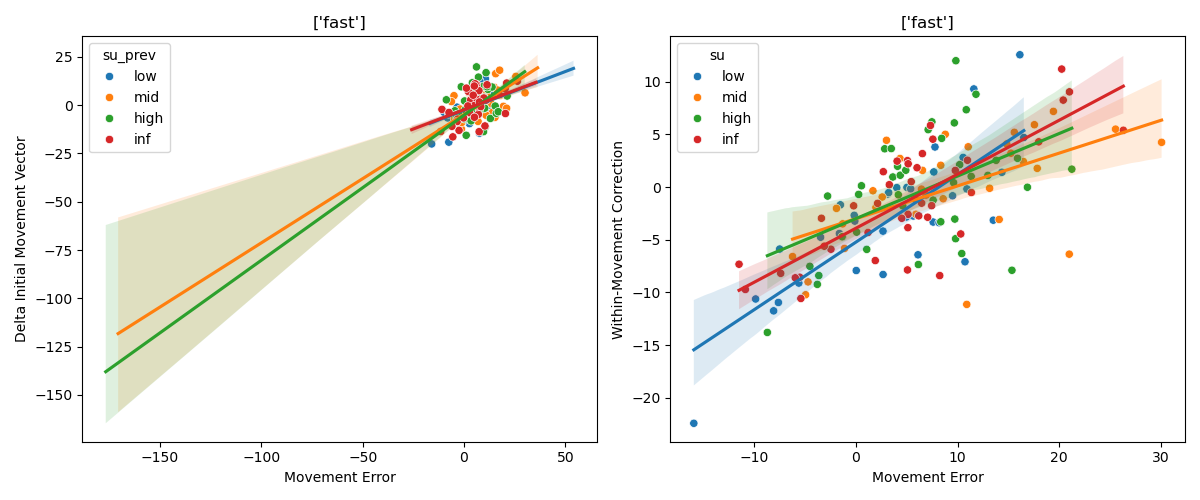 ['fast']
su_prev
low
mid
high
inf
25
0
−25
−50
−75
−100
−125
−150
Delta Initial Movement Vector
−150
−100
−50
0
50
Movement Error
['fast']
su
low
mid
high
inf
10
5
0
−5
−10
−15
−20
Within-Movement Correction
−10
0
10
20
30
Movement Error